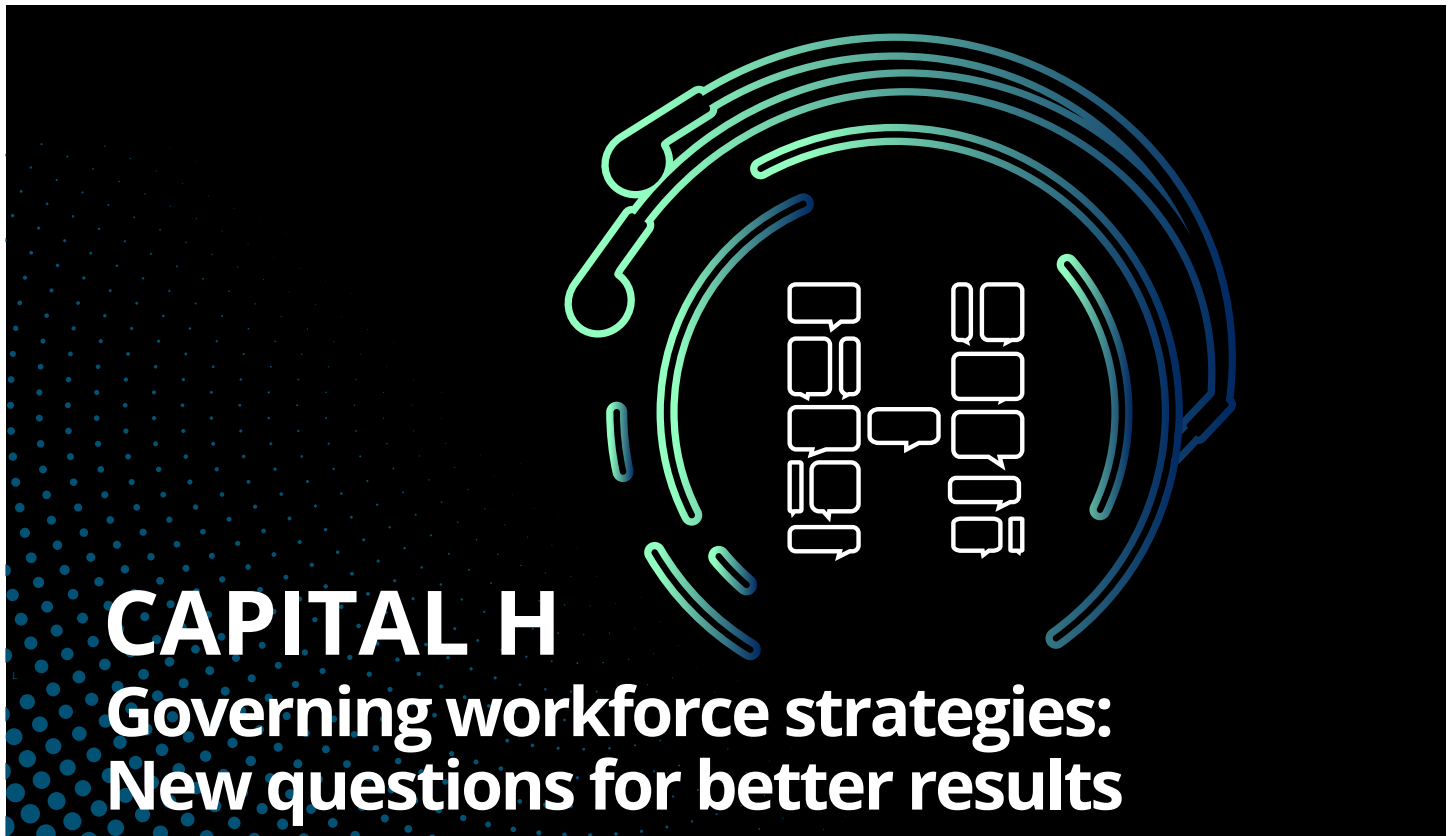 CAPITAL H
Governing workforce strategies:
New questions for better results